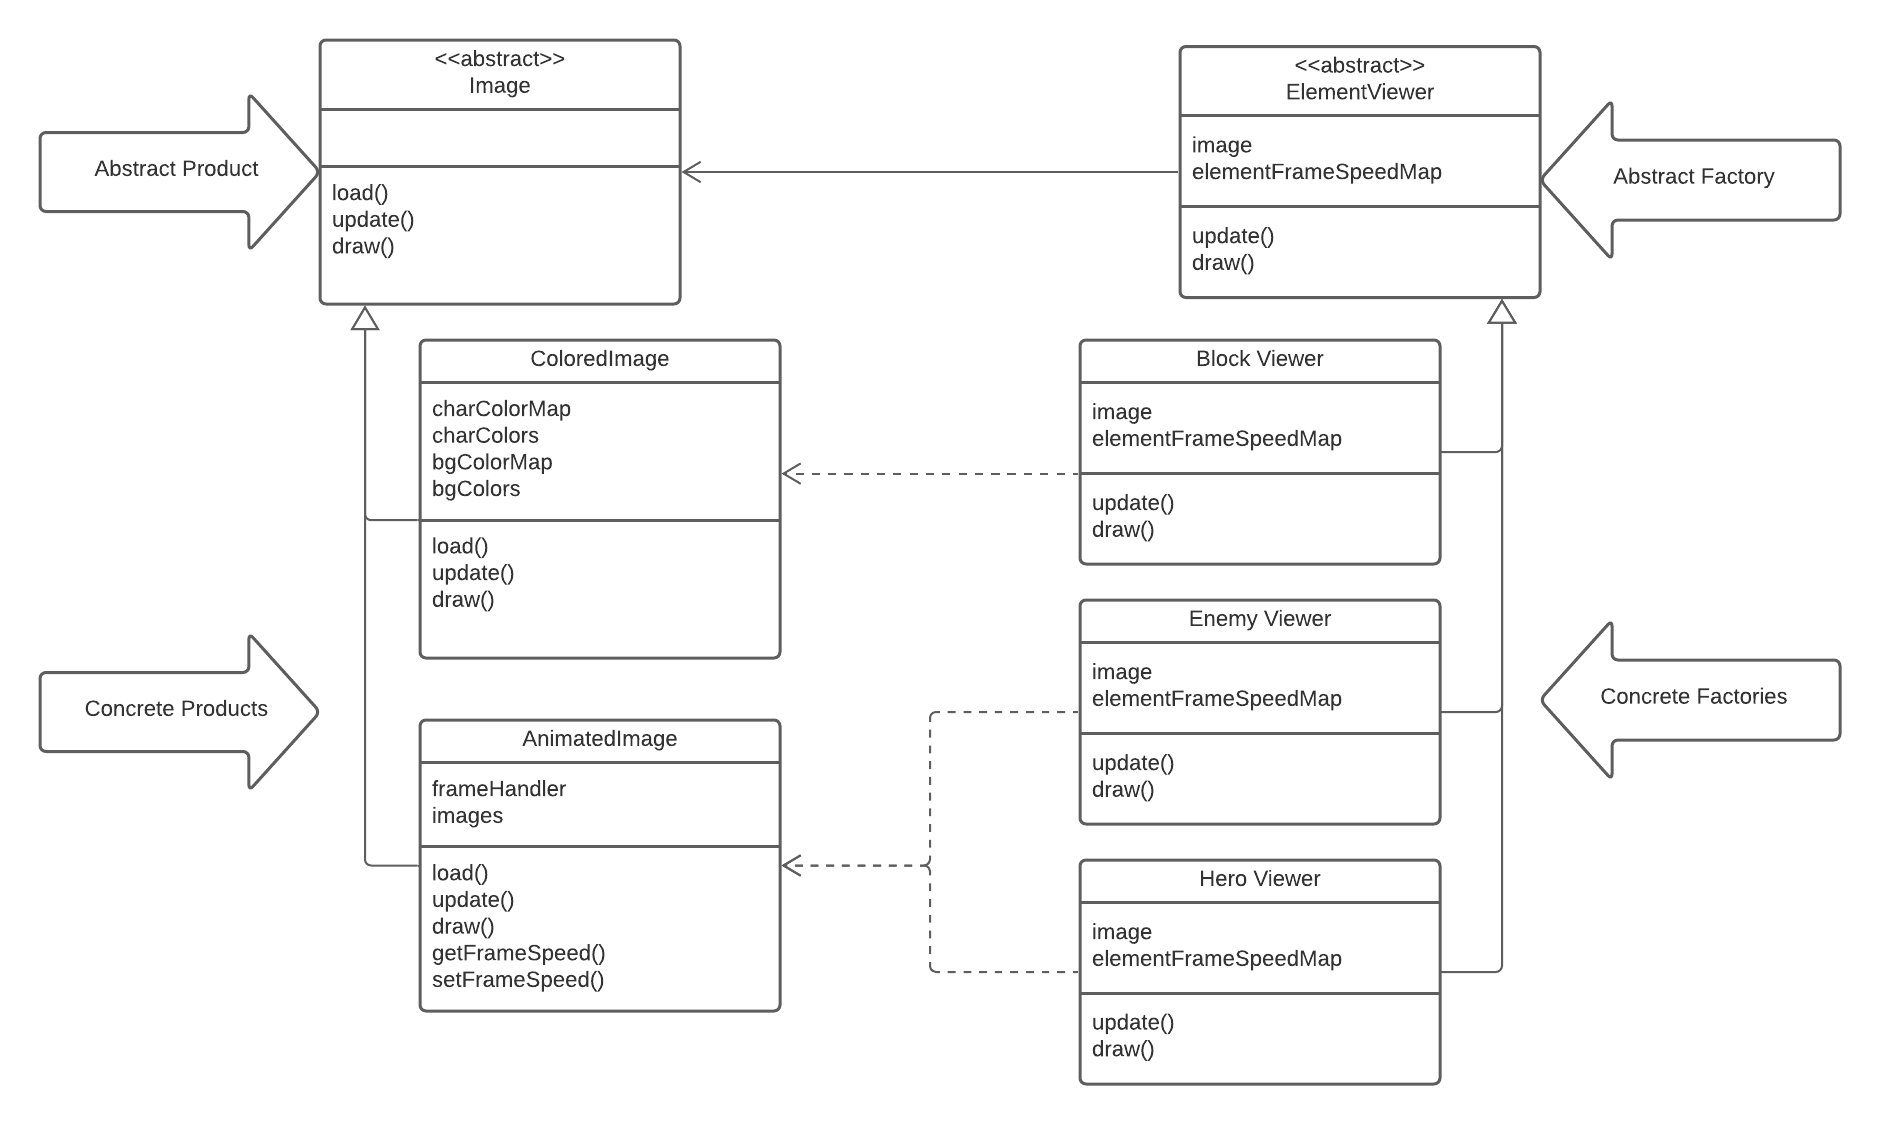 <<abstract>>
Image
load()
update()
draw()
Abstract Product
<<abstract>>
ElementViewer
image
elementFrameSpeedMap
update()
draw()
Abstract Factory
ColoredImage
charColorMap
charColors
bgColorMap
bgColors
load()
update()
draw()
Block Viewer
image
elementFrameSpeedMap
update()
draw()
Concrete Products
AnimatedImage
frameHandler
images
load()
update()
draw()
getFrameSpeed()
setFrameSpeed()
Enemy Viewer
image
elementFrameSpeedMap
update()
draw()
Concrete Factories
Hero Viewer
image
elementFrameSpeedMap
update()
draw()